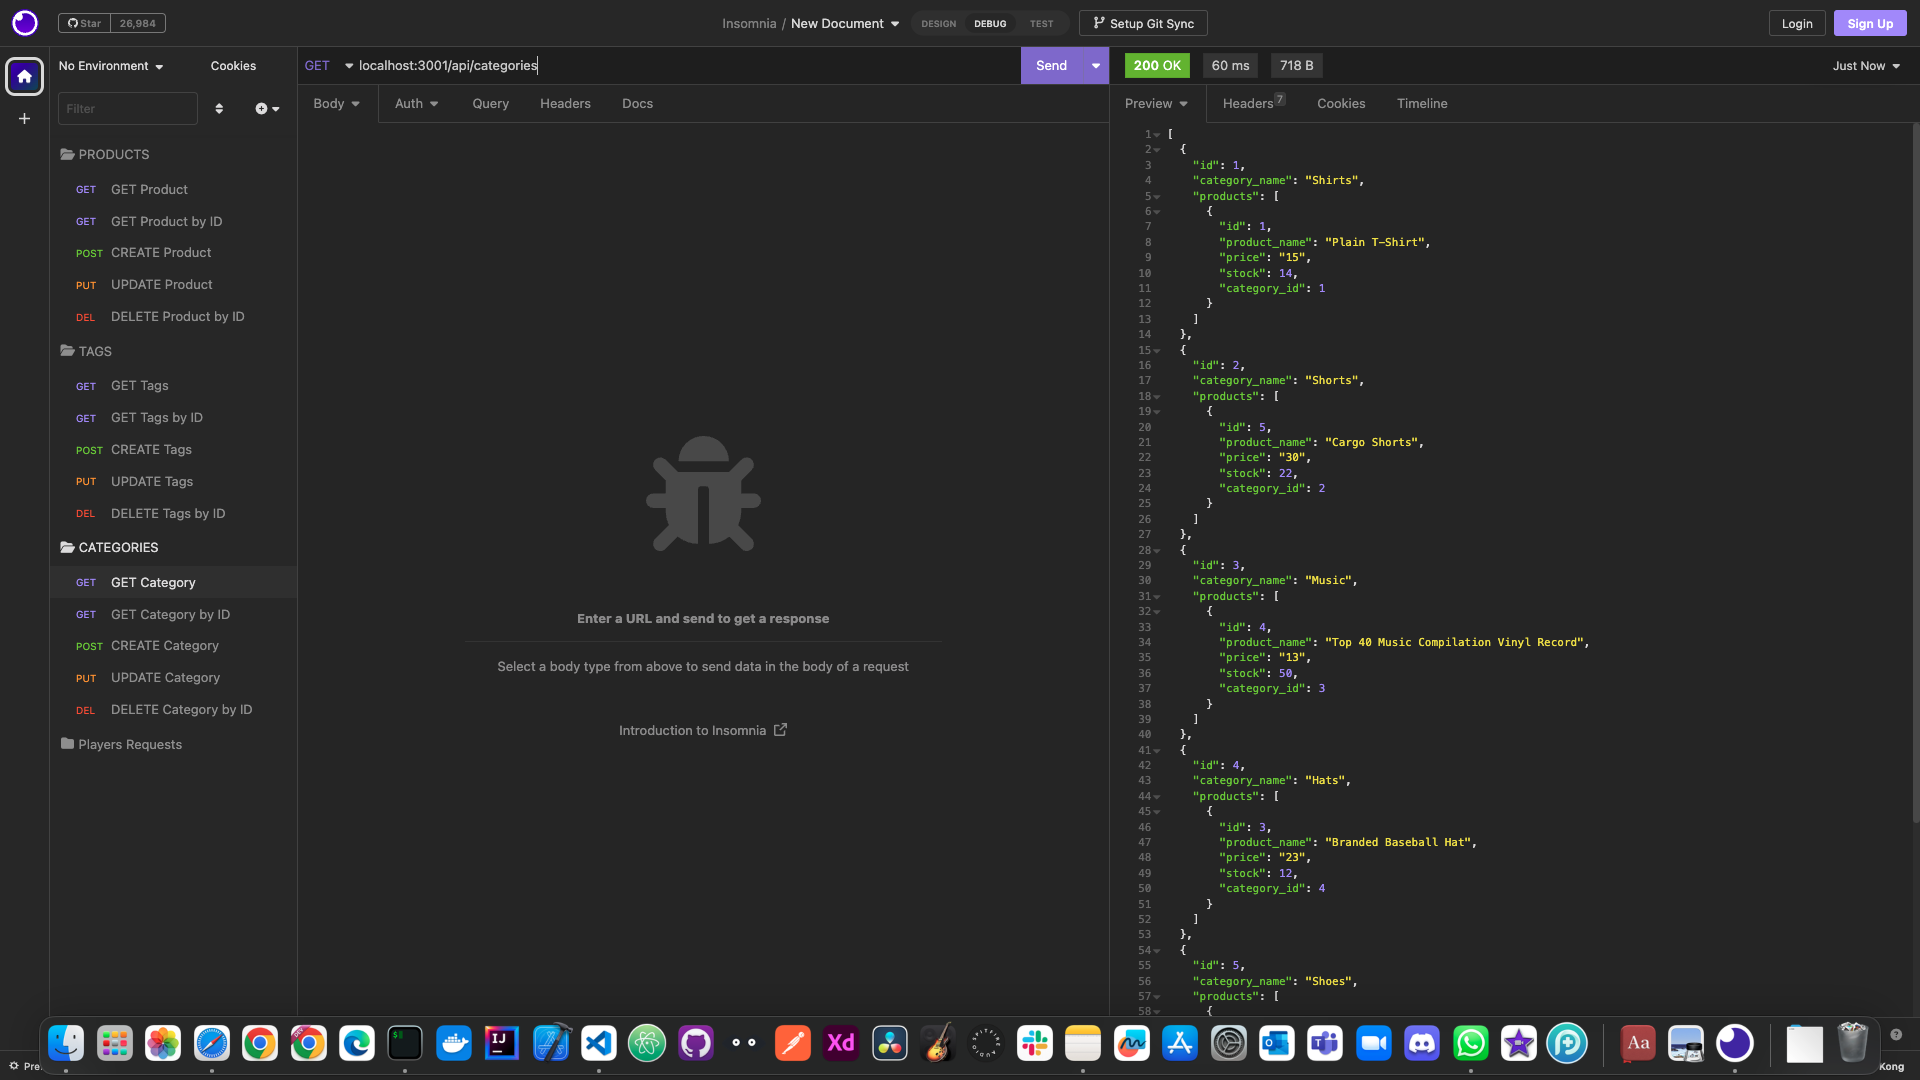 Star 26,984
Insomnia / New Document
DESIGN DEBUG TEST
Setup Git Sync
Login
Sign Up
No Environment
Cookies
GET localhost:3001/api/categories
Send
200 OK
60 ms
718 B
Just Now
Filter
Body Auth Query Headers Docs
Preview Headers 7 Cookies Timeline
PRODUCTS
GET GET Product
GET GET Product by ID
POST CREATE Product
PUT UPDATE Product
DEL DELETE Product by ID
TAGS
GET GET Tags
GET GET Tags by ID
POST CREATE Tags
PUT UPDATE Tags
DEL DELETE Tags by ID
CATEGORIES
GET GET Category
GET GET Category by ID
POST CREATE Category
PUT UPDATE Category
DEL DELETE Category by ID
Players Requests
Enter a URL and send to get a response
Select a body type from above to send data in the body of a request
Introduction to Insomnia
1 [
2 {
3 "id": 1,
4 "category_name": "Shirts",
5 "products": [
6 {
7 "id": 1,
8 "product_name": "Plain T-Shirt",
9 "price": "15",
10 "stock": 14,
11 "category_id": 1
12 }
13 ]
14 },
15 {
16 "id": 2,
17 "category_name": "Shorts",
18 "products": [
19 {
20 "id": 5,
21 "product_name": "Cargo Shorts",
22 "price": "30",
23 "stock": 22,
24 "category_id": 2
25 }
26 ]
27 },
28 {
29 "id": 3,
30 "category_name": "Music",
31 "products": [
32 {
33 "id": 4,
34 "product_name": "Top 40 Music Compilation Vinyl Record",
35 "price": "13",
36 "stock": 50,
37 "category_id": 3
38 }
39 ]
40 },
41 {
42 "id": 4,
43 "category_name": "Hats",
44 "products": [
45 {
46 "id": 3,
47 "product_name": "Branded Baseball Hat",
48 "price": "23",
49 "stock": 12,
50 "category_id": 4
51 }
52 ]
53 },
54 {
55 "id": 5,
56 "category_name": "Shoes",
57 "products": [
58 {
IJ
Xd
SPITFIRE AUDIO
Aa
Pre
Kong